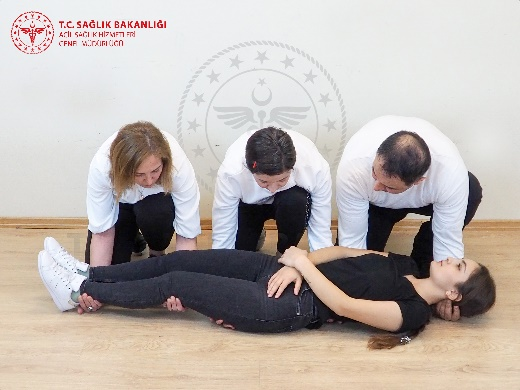 T.C. SAĞLIK BAKANLIĞI
ACİL SAĞLIK HİZMETLERİ
GENEL MÜDÜRLÜĞÜ